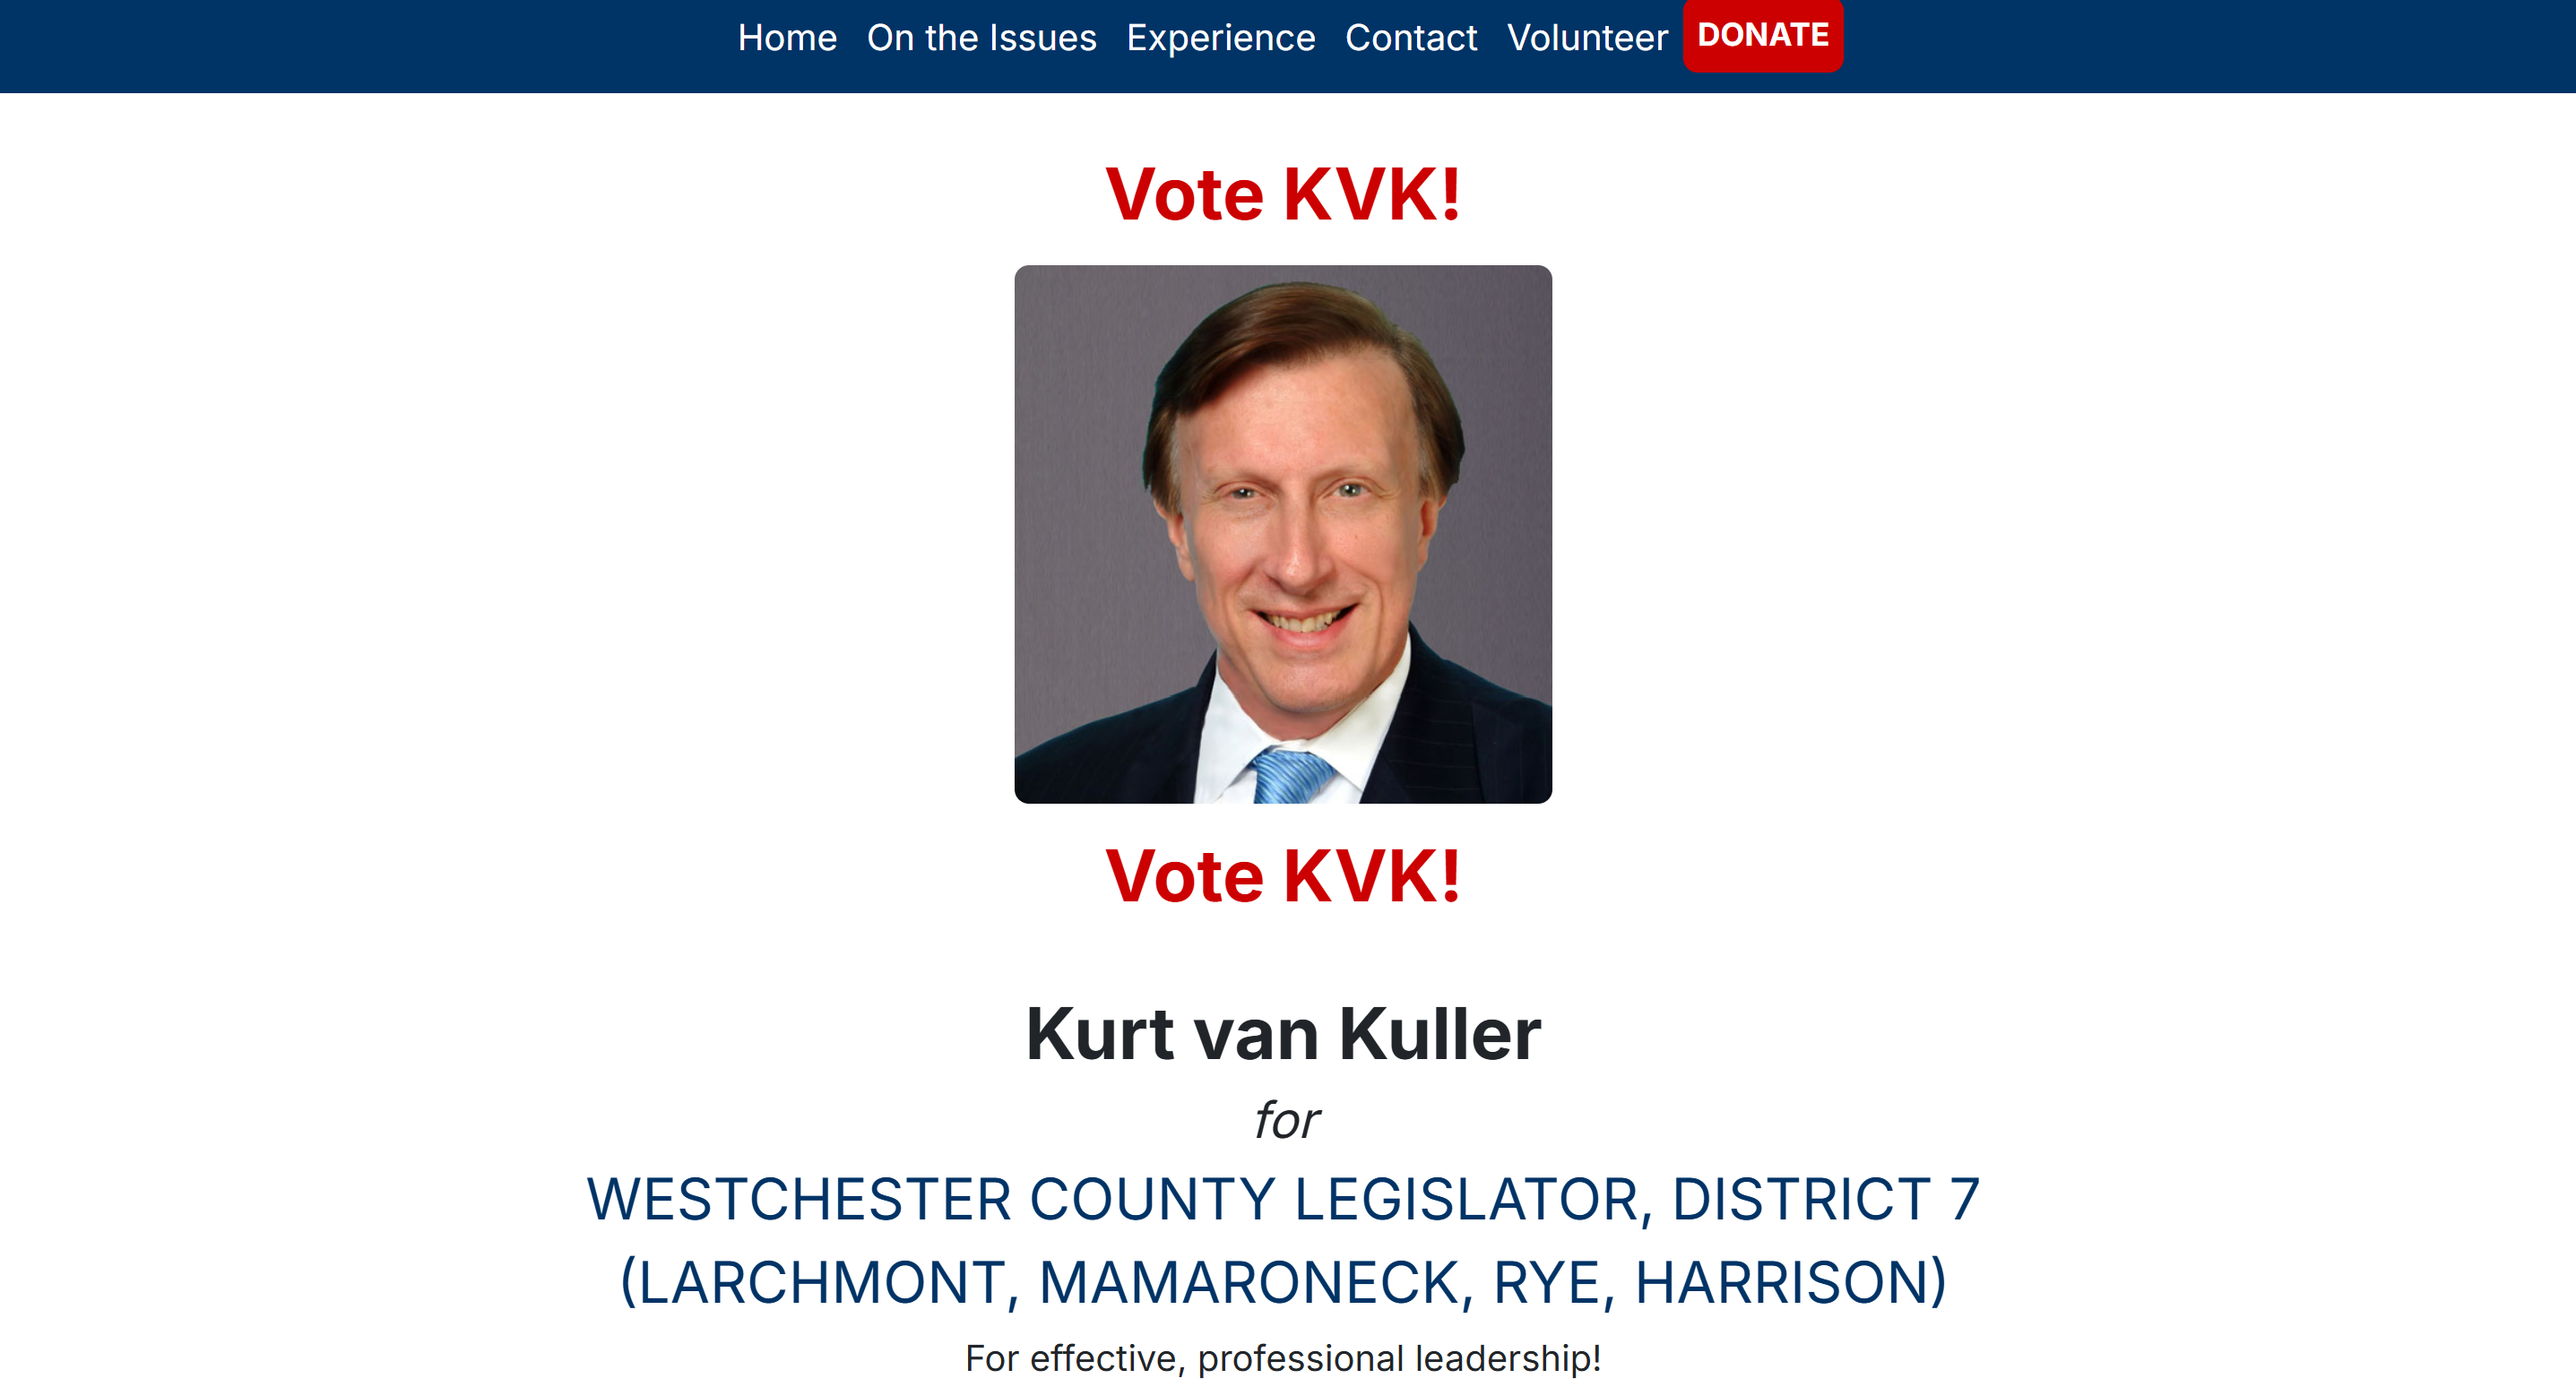 Home On the Issues Experience Contact Volunteer DONATE
Vote KVK!
Vote KVK!
Kurt van Kuller
for
WESTCHESTER COUNTY LEGISLATOR, DISTRICT 7
(LARCHMONT, MAMARONECK, RYE, HARRISON)
For effective, professional leadership!